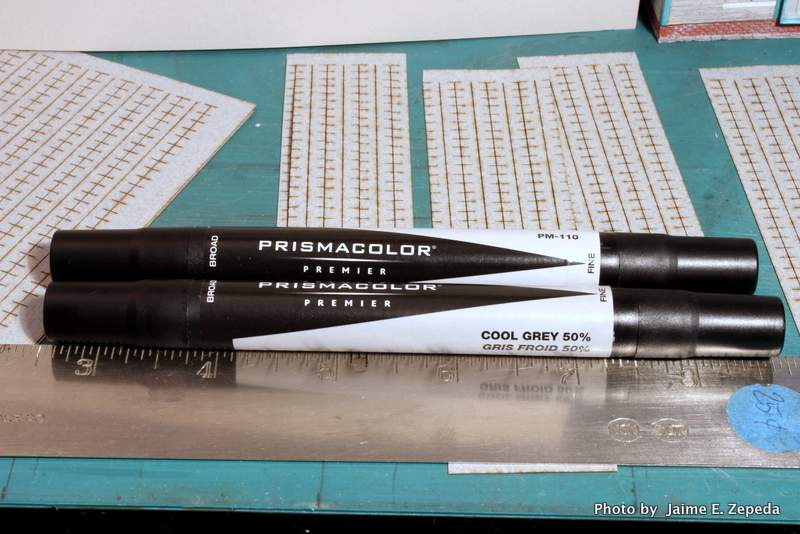 BROAD
PRISMACOLOR®
PREMIER
PM-110
FINE
BROAD
PRISMACOLOR®
PREMIER
FINE
COOL GREY 50%
GRIS FROID 50%
3 4 5 6 7 8
25¢
Photo by Jaime E. Zepeda